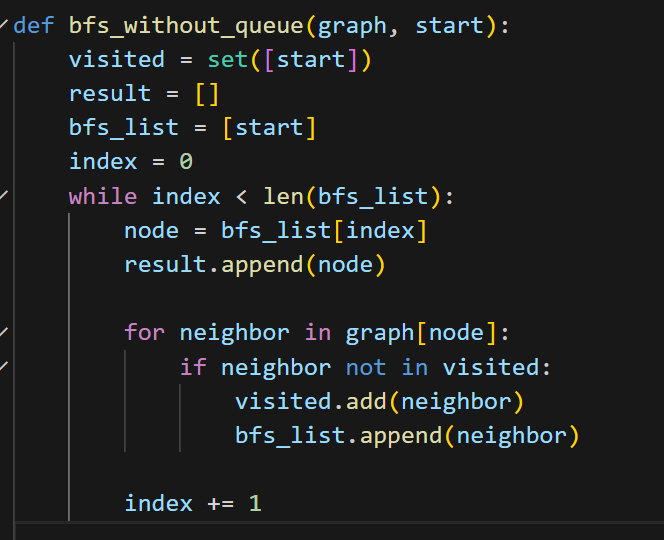 def bfs_without_queue(graph, start):
    visited = set([start])
    result = []
    bfs_list = [start]
    index = 0
    while index < len(bfs_list):
        node = bfs_list[index]
        result.append(node)

        for neighbor in graph[node]:
            if neighbor not in visited:
                visited.add(neighbor)
                bfs_list.append(neighbor)

        index += 1